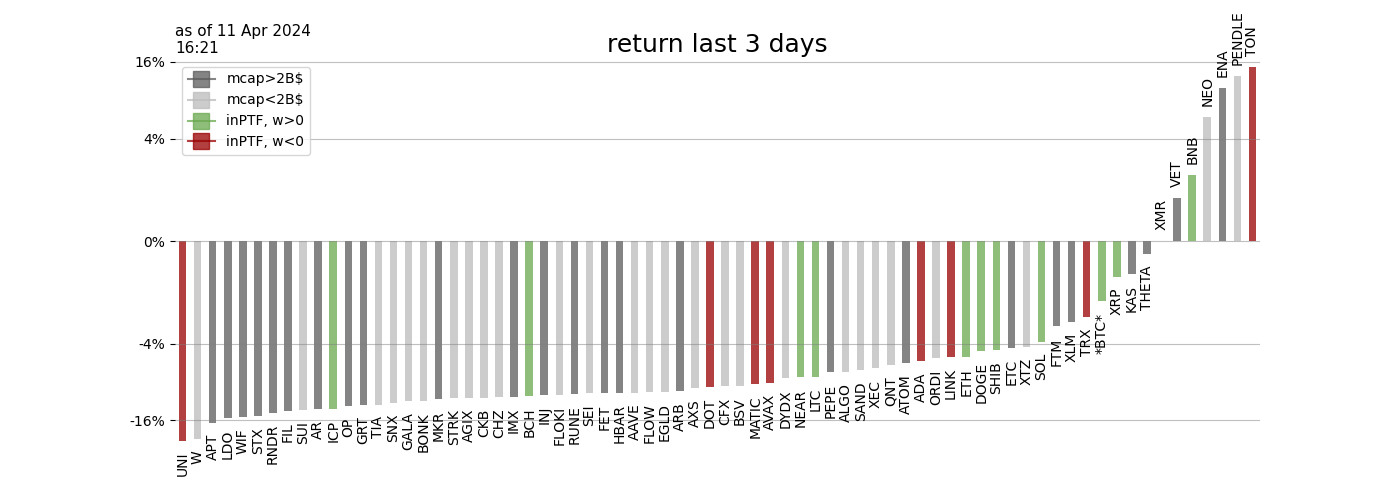 as of 11 Apr 2024
16:21
return last 3 days
16%
4%
0%
-4%
-16%
mcap>2B$
mcap<2B$
inPTF, w>0
inPTF, w<0
UNI
W
APT
LDO
WIF
STX
RNDR
FIL
SUI
AR
ICP
OP
GRT
TIA
SNX
GALA
BONK
MKR
STRK
AGIX
CKB
CHZ
IMX
BCH
INJ
FLOKI
RUNE
SEI
FET
HBAR
AAVE
FLOW
EGLD
ARB
AXS
DOT
CFX
BSV
MATIC
AVAX
DYDX
NEAR
LTC
PEPE
ALGO
SAND
XEC
QNT
ATOM
ADA
ORDI
LINK
ETH
DOGE
SHIB
ETC
XTZ
SOL
FTM
XLM
TRX
*BTC*
XRP
KAS
THETA
XMR
VET
BNB
NEO
ENA
PENDLE
TON